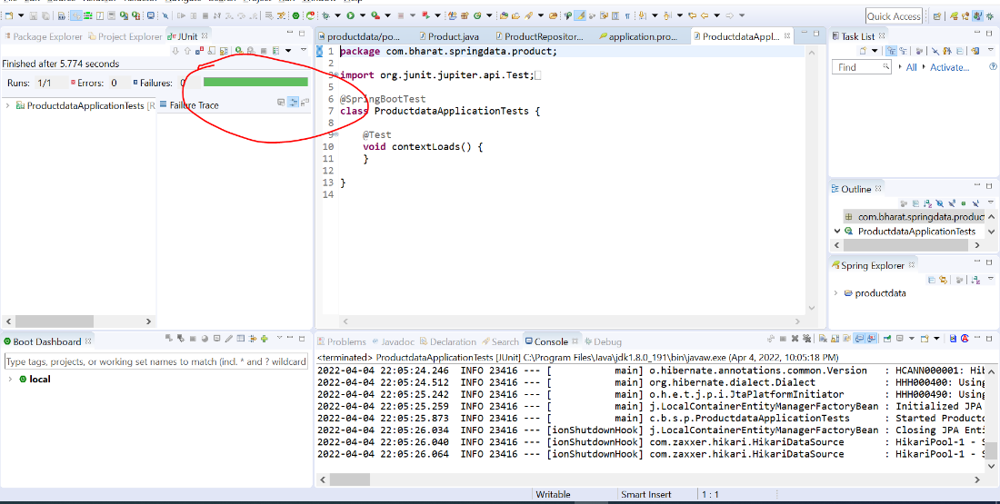 Quick Access
Package Explorer
Project Explorer
JUnit
Finished after 5.774 seconds
Runs: 1/1
Errors: 0
Failures: 0
ProductdataApplicationTests [R
Failure Trace
productdata/po...
Product.java
ProductRepositor...
application.pro...
ProductdataAppl...
1 package com.bharat.springdata.product;
2
3 import org.junit.jupiter.api.Test;
5
6 @SpringBootTest
7 class ProductdataApplicationTests {
8
9 @Test
10 void contextLoads() {
11 }
12
13 }
14
Task List
Find
All
Activate...
Outline
com.bharat.springdata.product
ProductdataApplicationTests
Spring Explorer
productdata
Boot Dashboard
Type tags, projects, or working set names to match (incl. * and ? wildcard
local
Problems
Javadoc
Declaration
Search
Console
Debug
<terminated> ProductdataApplicationTests [JUnit] C:\Program Files\Java\jdk1.8.0_191\bin\javaw.exe (Apr 4, 2022, 10:05:18 PM)
2022-04-04 22:05:24.246 INFO 23416 --- [ main] o.hibernate.annotations.common.Version : HCANN000001: Hib
2022-04-04 22:05:24.512 INFO 23416 --- [ main] org.hibernate.dialect.Dialect : HHH000400: Using
2022-04-04 22:05:25.242 INFO 23416 --- [ main] o.h.e.t.j.p.i.JtaPlatformInitiator : HHH000490: Using
2022-04-04 22:05:25.259 INFO 23416 --- [ main] j.LocalContainerEntityManagerFactoryBean : Initialized JPA
2022-04-04 22:05:25.873 INFO 23416 --- [ main] c.b.s.p.ProductdataApplicationTests : Started Productd
2022-04-04 22:05:26.034 INFO 23416 --- [ionShutdownHook] j.LocalContainerEntityManagerFactoryBean : Closing JPA Enti
2022-04-04 22:05:26.040 INFO 23416 --- [ionShutdownHook] com.zaxxer.hikari.HikariDataSource : HikariPool-1 - S
2022-04-04 22:05:26.064 INFO 23416 --- [ionShutdownHook] com.zaxxer.hikari.HikariDataSource : HikariPool-1 - S
Writable
Smart Insert
1 : 1